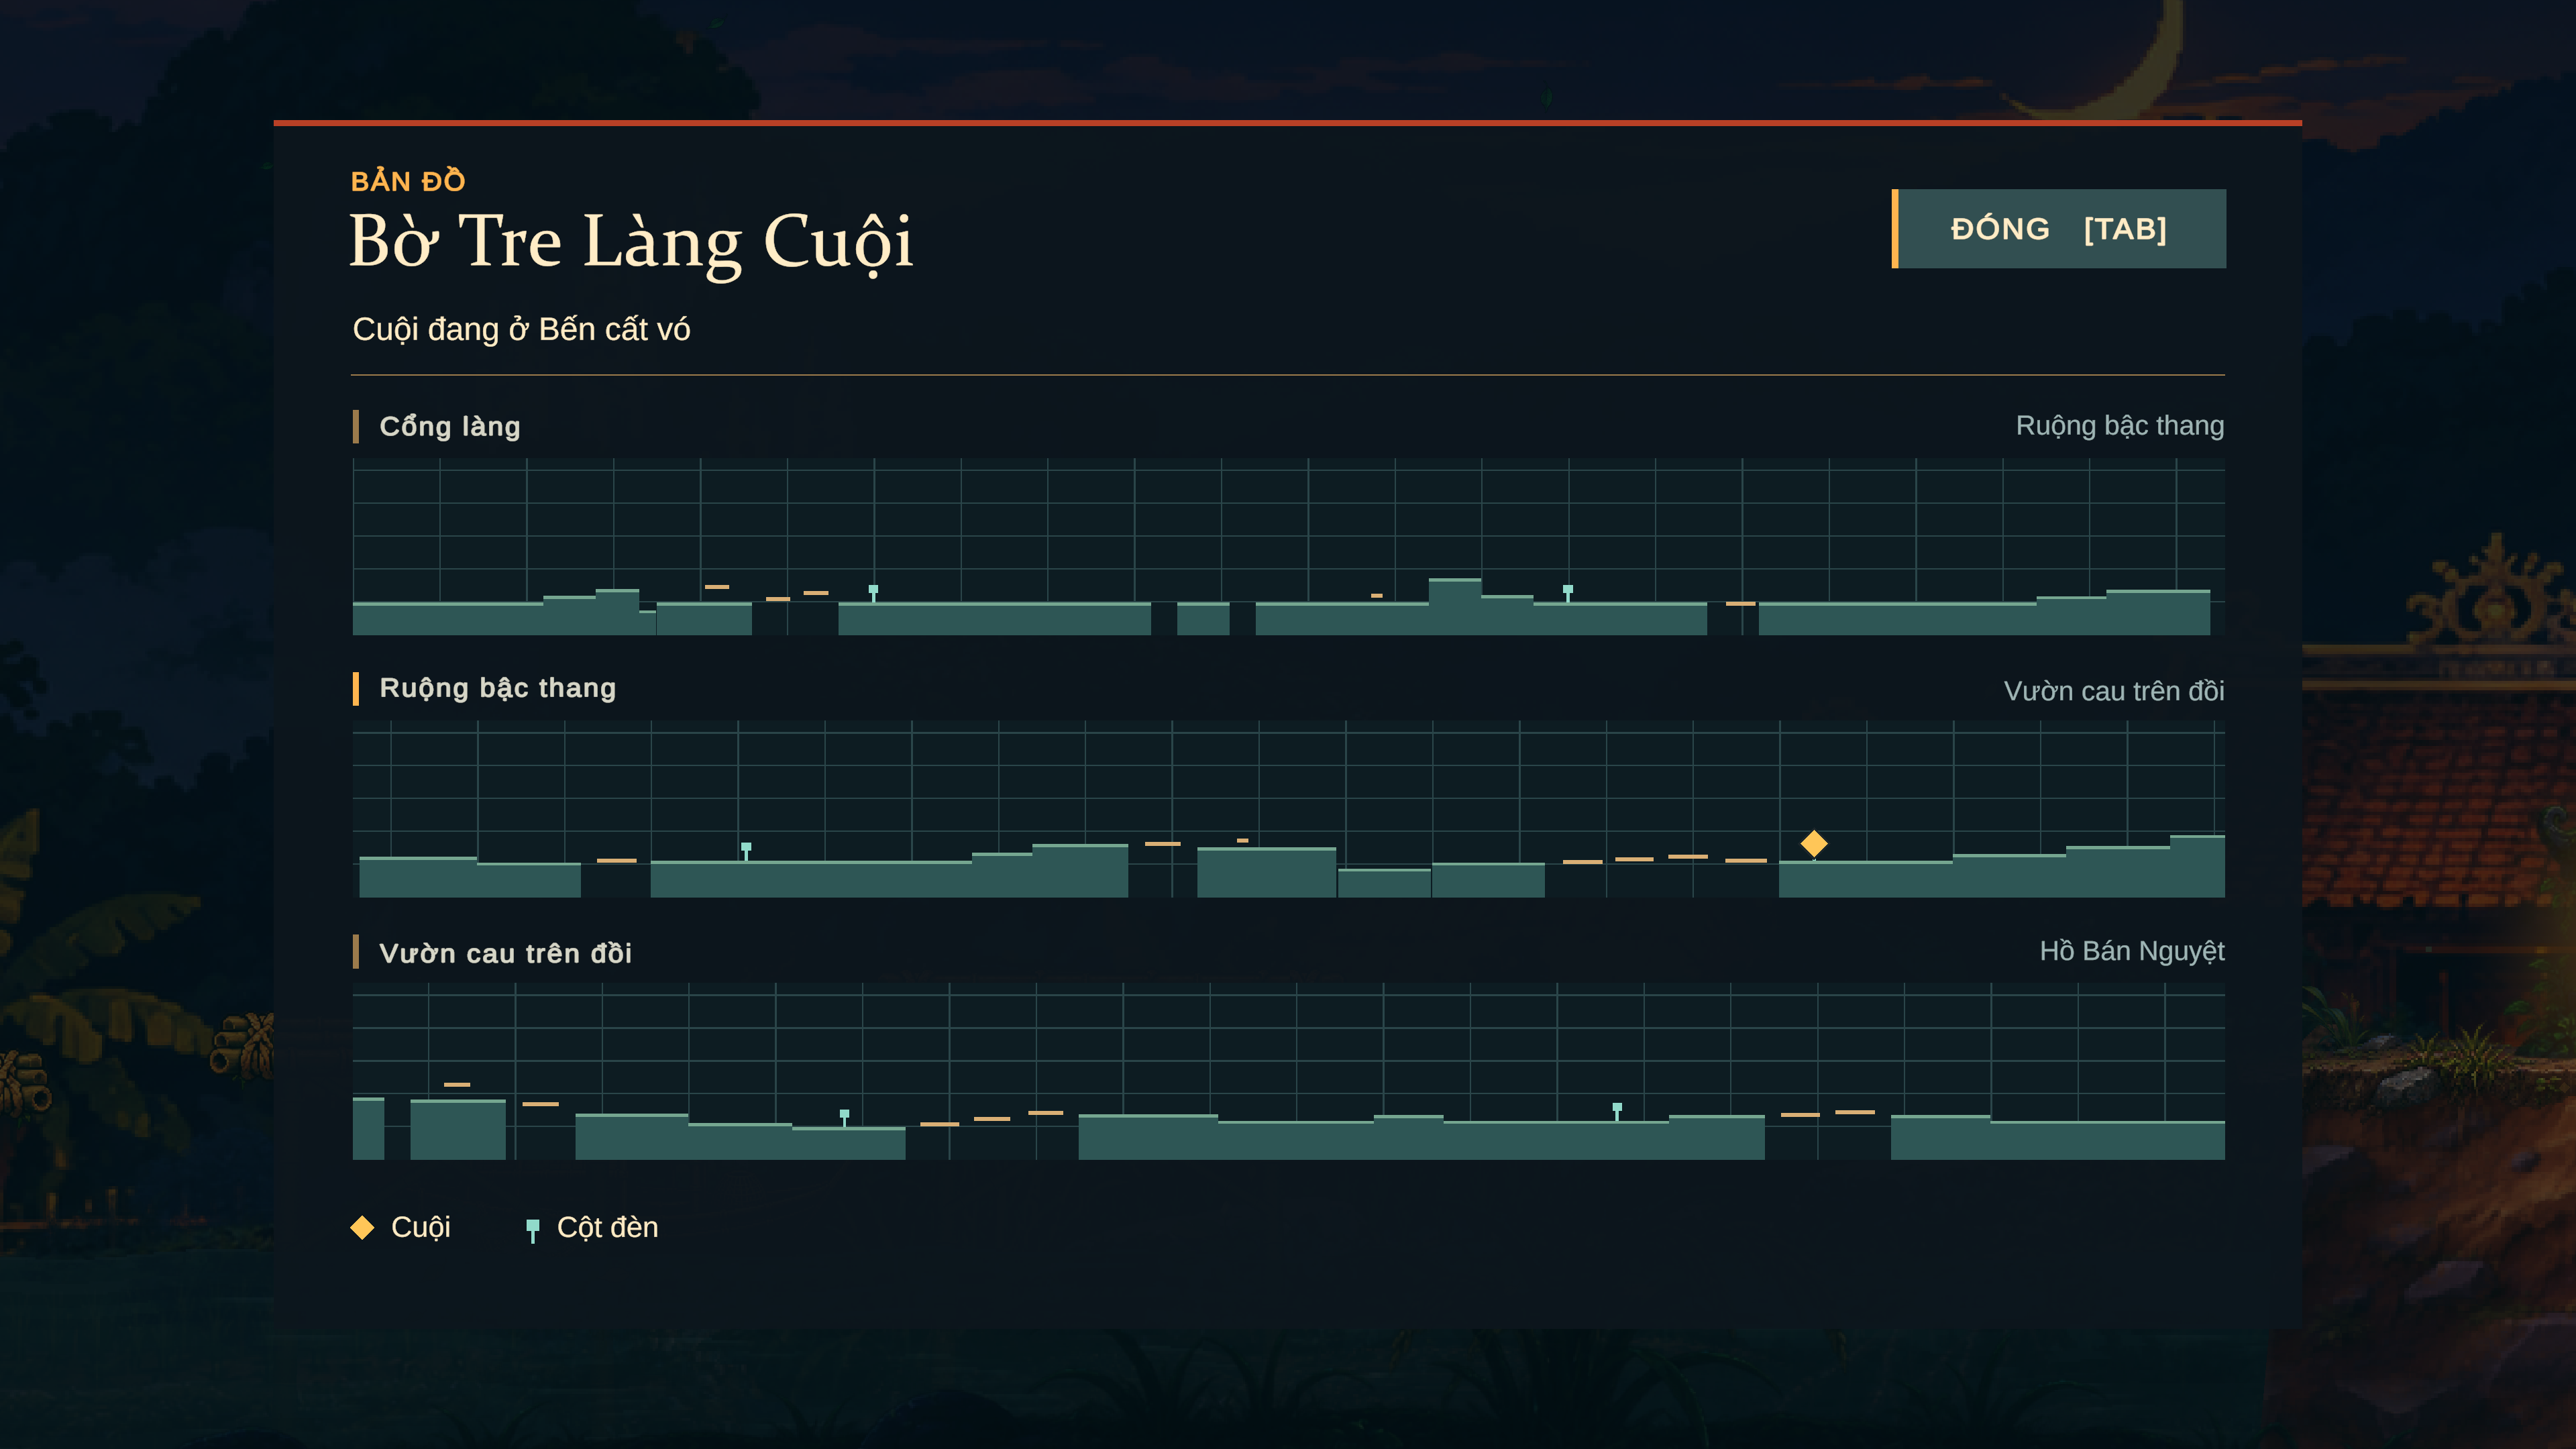 BẢN ĐỒ
Bờ Tre Làng Cuội
ĐÓNG [TAB]
Cuội đang ở Bến cất vó
Cổng làng
Ruộng bậc thang
Ruộng bậc thang
Vườn cau trên đồi
Vườn cau trên đồi
Hồ Bán Nguyệt
Cuội
Cột đèn